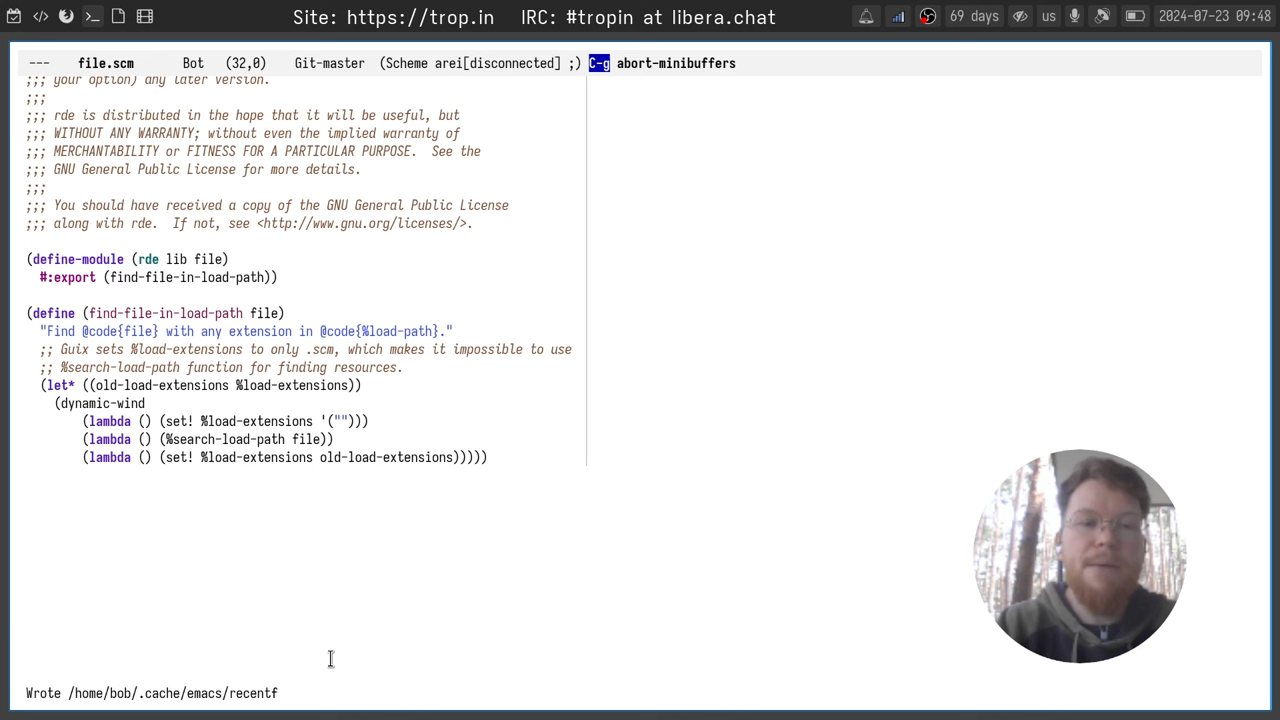 Site: https://trop.in IRC: #tropin at libera.chat 69 days us 2024-07-23 09:48
--- file.scm Bot (32,0) Git-master (Scheme arei[disconnected] ;) C-g abort-minibuffers
;;; your option) any later version.
;;;
;;; rde is distributed in the hope that it will be useful, but
;;; WITHOUT ANY WARRANTY; without even the implied warranty of
;;; MERCHANTABILITY or FITNESS FOR A PARTICULAR PURPOSE.  See the
;;; GNU General Public License for more details.
;;;
;;; You should have received a copy of the GNU General Public License
;;; along with rde.  If not, see <http://www.gnu.org/licenses/>.
(define-module (rde lib file)
  #:export (find-file-in-load-path))
(define (find-file-in-load-path file)
  "Find @code{file} with any extension in @code{%load-path}."
  ;; Guix sets %load-extensions to only .scm, which makes it impossible to use
  ;; %search-load-path function for finding resources.
  (let* ((old-load-extensions %load-extensions))
    (dynamic-wind
        (lambda () (set! %load-extensions '("")))
        (lambda () (%search-load-path file))
        (lambda () (set! %load-extensions old-load-extensions)))))
Wrote /home/bob/.cache/emacs/recentf